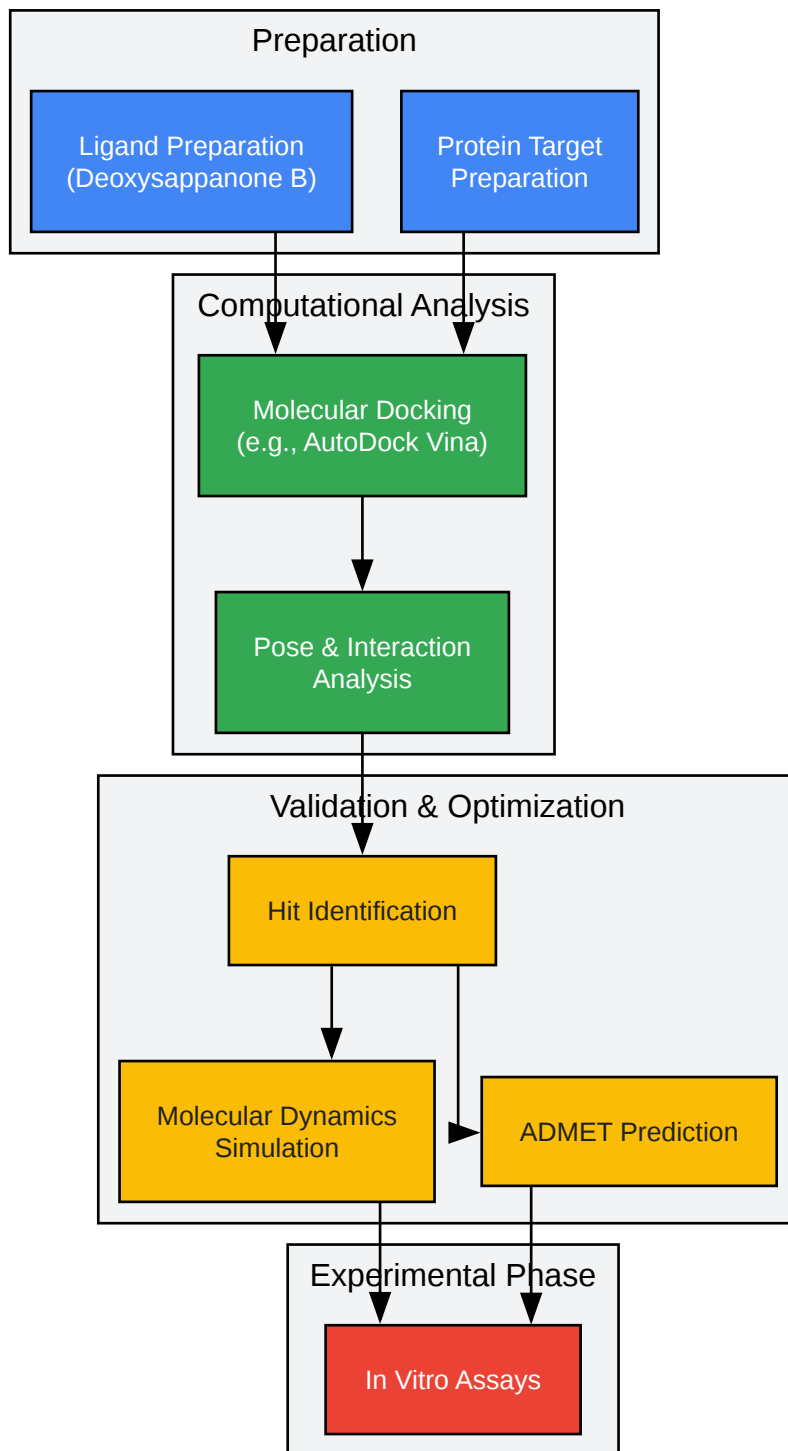 Preparation
Ligand Preparation
(Deoxysappanone B)
Protein Target
Preparation
Computational Analysis
Molecular Docking
(e.g., AutoDock Vina)
Pose & Interaction
Analysis
Validation & Optimization
Hit Identification
Molecular Dynamics
Simulation
ADMET Prediction
Experimental Phase
In Vitro Assays